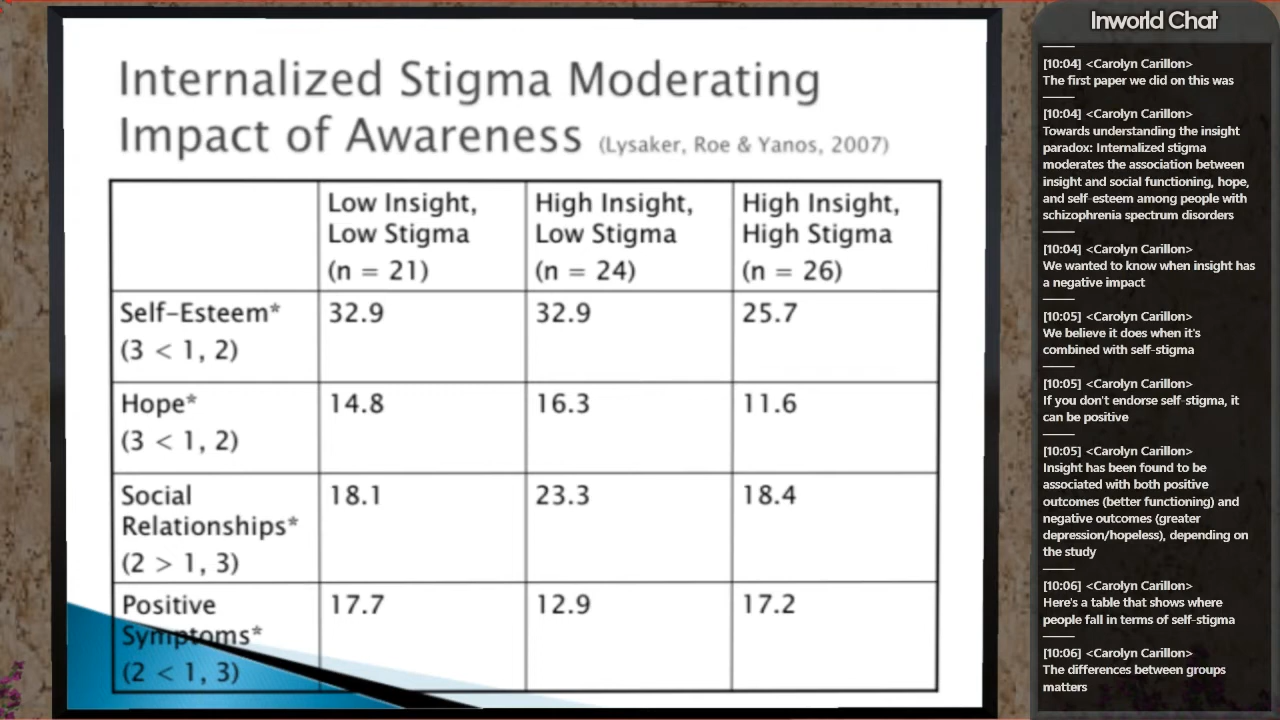 Internalized Stigma Moderating
Impact of Awareness (Lysaker, Roe & Yanos, 2007)
Low Insight,
Low Stigma
(n = 21)
High Insight,
Low Stigma
(n = 24)
High Insight,
High Stigma
(n = 26)
Self-Esteem*
(3 < 1, 2)
32.9
32.9
25.7
Hope*
(3 < 1, 2)
14.8
16.3
11.6
Social
Relationships*
(2 > 1, 3)
18.1
23.3
18.4
Positive
Symptoms*
(2 < 1, 3)
17.7
12.9
17.2
Inworld Chat
[10:04] <Carolyn Carillon>
The first paper we did on this was
[10:04] <Carolyn Carillon>
Towards understanding the insight
paradox: Internalized stigma
moderates the association between
insight and social functioning, hope,
and self-esteem among people with
schizophrenia spectrum disorders
[10:04] <Carolyn Carillon>
We wanted to know when insight has
a negative impact
[10:05] <Carolyn Carillon>
We believe it does when it's
combined with self-stigma
[10:05] <Carolyn Carillon>
If you don't endorse self-stigma, it
can be positive
[10:05] <Carolyn Carillon>
Insight has been found to be
associated with both positive
outcomes (better functioning) and
negative outcomes (greater
depression/hopeless), depending on
the study
[10:06] <Carolyn Carillon>
Here's a table that shows where
people fall in terms of self-stigma
[10:06] <Carolyn Carillon>
The differences between groups
matters